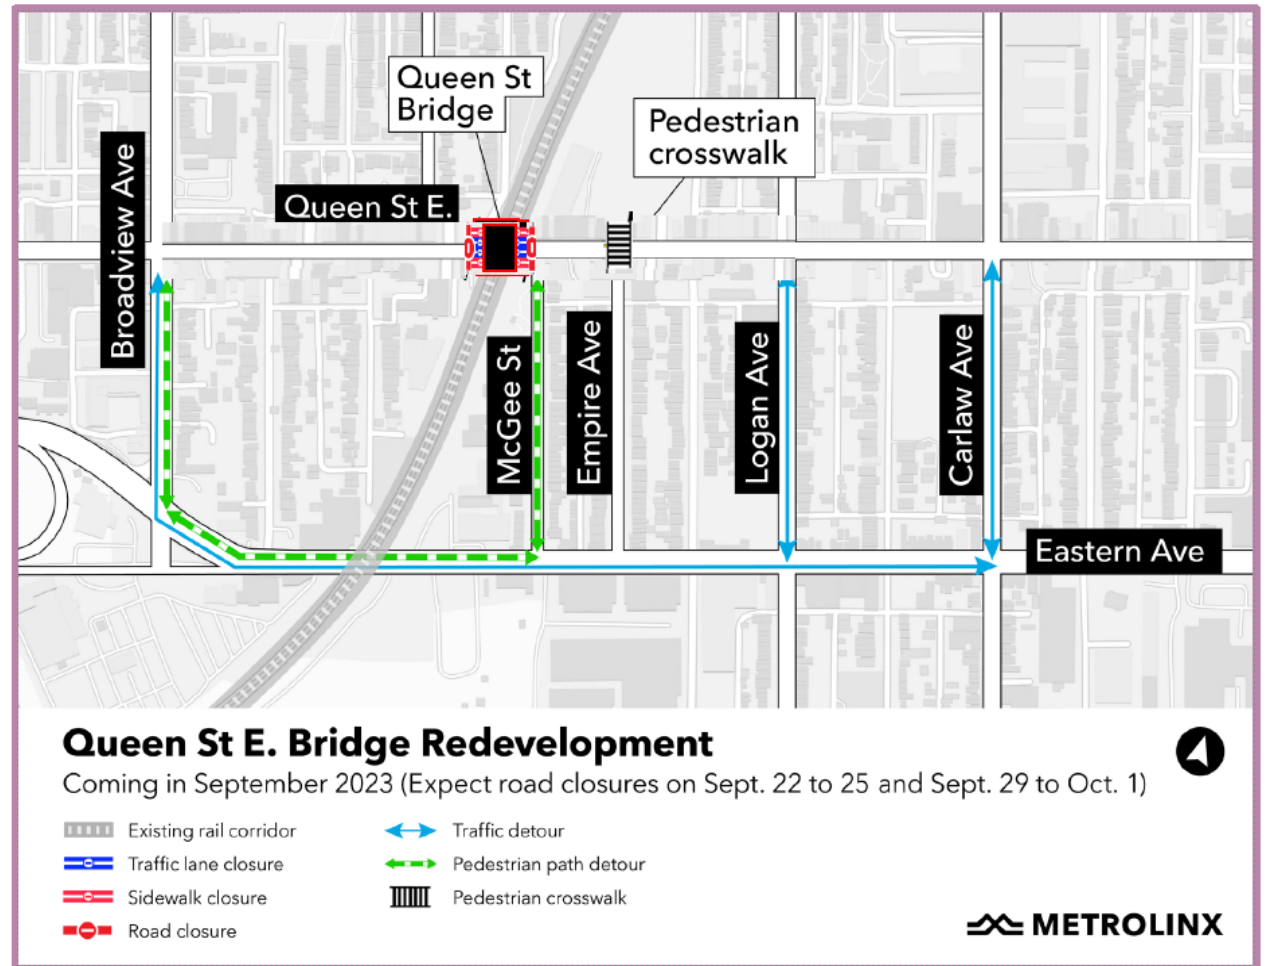 Queen St
Bridge
Pedestrian
crosswalk
Broadview Ave
Queen St E.
McGee St
Empire Ave
Logan Ave
Carlaw Ave
Eastern Ave
Queen St E. Bridge Redevelopment
Coming in September 2023 (Expect road closures on Sept. 22 to 25 and Sept. 29 to Oct. 1)
Existing rail corridor
Traffic lane closure
Sidewalk closure
Road closure
Traffic detour
Pedestrian path detour
Pedestrian crosswalk
METROLINX